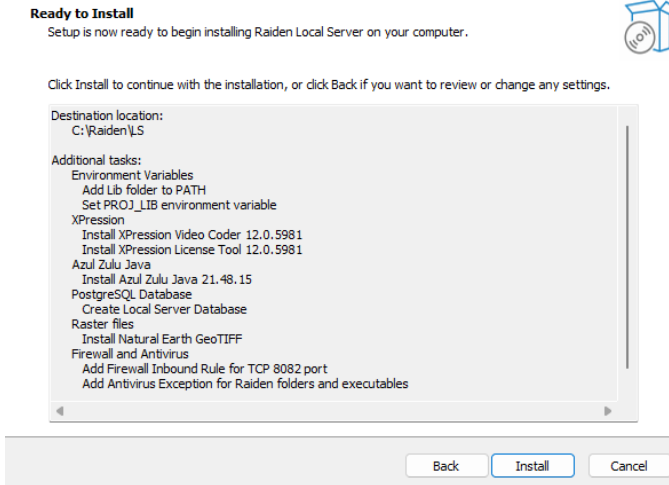 Ready to Install
Setup is now ready to begin installing Raiden Local Server on your computer.
Click Install to continue with the installation, or click Back if you want to review or change any settings.
Destination location:
C:\Raiden\LS
Additional tasks:
Environment Variables
Add Lib folder to PATH
Set PROJ_LIB environment variable
XPression
Install XPression Video Coder 12.0.5981
Install XPression License Tool 12.0.5981
Azul Zulu Java
Install Azul Zulu Java 21.48.15
PostgreSQL Database
Create Local Server Database
Raster files
Install Natural Earth GeoTIFF
Firewall and Antivirus
Add Firewall Inbound Rule for TCP 8082 port
Add Antivirus Exception for Raiden folders and executables
Back Install Cancel